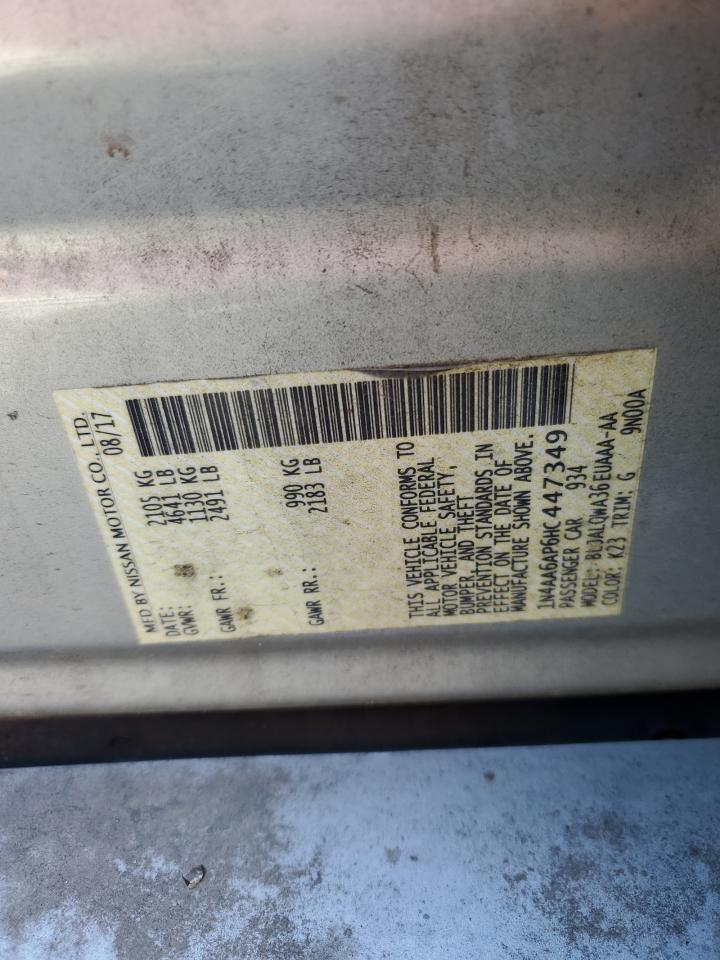 MFD BY NISSAN MOTOR CO., LTD.
DATE: 08/17
GVWR: 2105 KG
4641 LB
GAWR FR.: 1130 KG
2491 LB
GAWR RR.: 990 KG
2183 LB
THIS VEHICLE CONFORMS TO
ALL APPLICABLE FEDERAL
MOTOR VEHICLE SAFETY,
BUMPER, AND THEFT
PREVENTION STANDARDS IN
EFFECT ON THE DATE OF
MANUFACTURE SHOWN ABOVE.
1N4AA6AP6HC447349
PASSENGER CAR 934
MODEL: BLJALQWA36EUAAA-AA
COLOR: K23 TRIM: G 9N00A